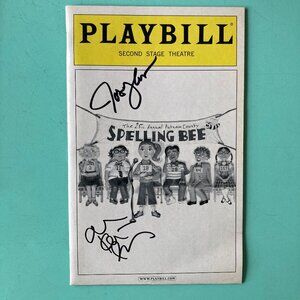 PLAYBILL
SECOND STAGE THEATRE
The 25th Annual Putnam County
SPELLING BEE
WWW.PLAYBILL.COM